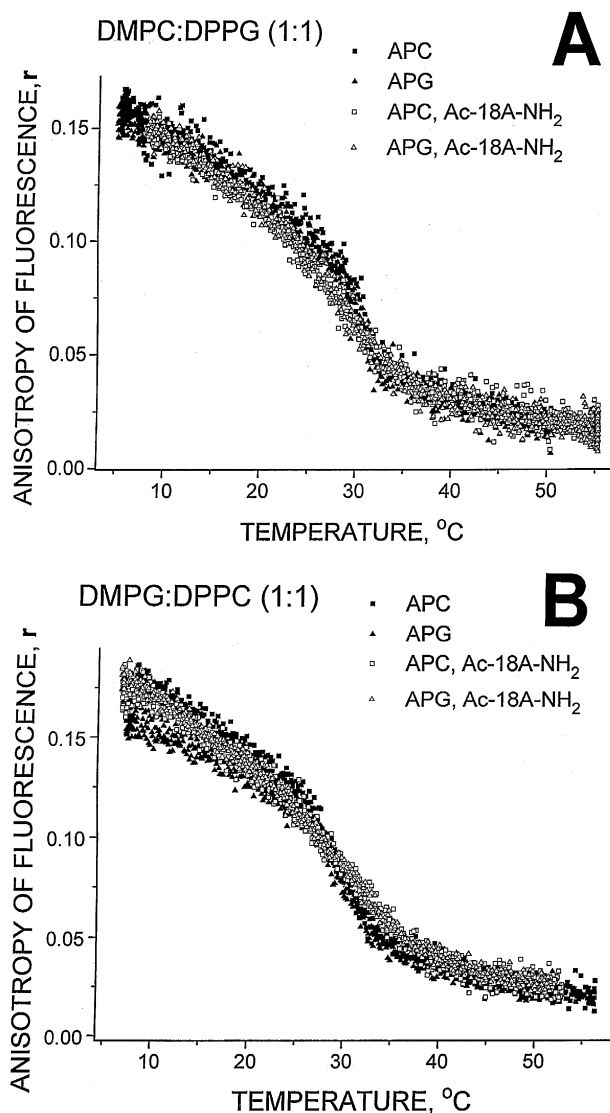 DMPC:DPPG (1:1)
A
APC
APG
APC, Ac-18A-NH2
APG, Ac-18A-NH2
ANISOTROPY OF FLUORESCENCE, r
0.15
0.10
0.05
0.00
10 20 30 40 50
TEMPERATURE, °C
DMPG:DPPC (1:1)
B
APC
APG
APC, Ac-18A-NH2
APG, Ac-18A-NH2
ANISOTROPY OF FLUORESCENCE, r
0.15
0.10
0.05
0.00
10 20 30 40 50
TEMPERATURE, °C